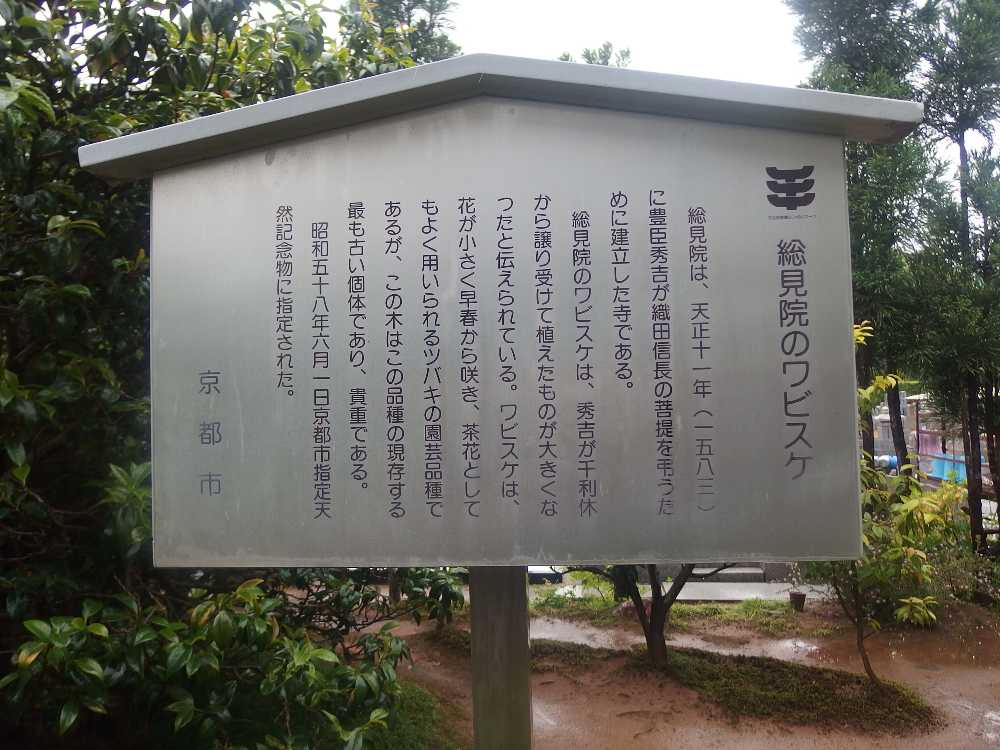 総見院のワビスケ
総見院は、天正十一年（一五八三）
に豊臣秀吉が織田信長の菩提を弔うた
めに建立した寺である。
総見院のワビスケは、秀吉が千利休
から譲り受けて植えたものが大きくな
つたと伝えられている。ワビスケは、
花が小さく早春から咲き、茶花として
もよく用いられるツバキの園芸品種で
あるが、この木はこの品種の現存する
最も古い個体であり、貴重である。
昭和五十八年六月一日京都市指定天
然記念物に指定された。
京都市